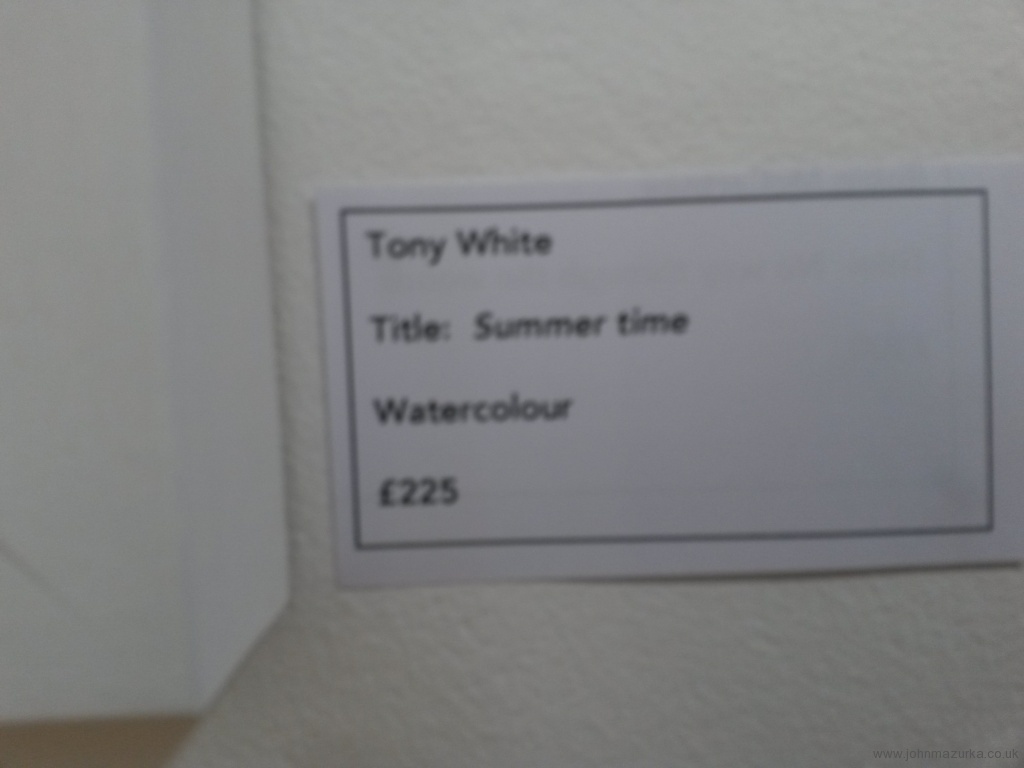 Tony White
Title: Summer time
Watercolour
£225
www.johnmazurka.co.uk